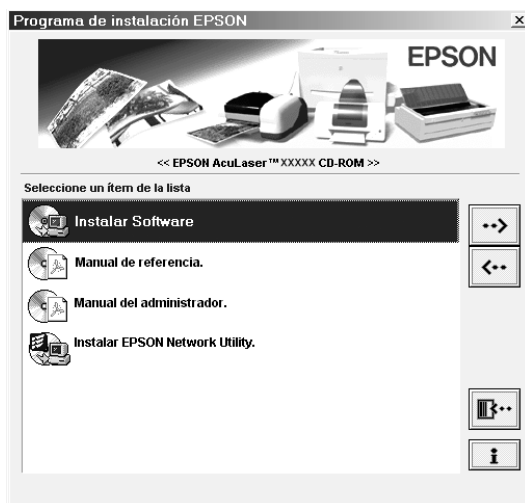 Programa de instalación EPSON
EPSON
<< EPSON AcuLaser™ XXXXX CD-ROM >>
Seleccione un ítem de la lista
Instalar Software
Manual de referencia.
Manual del administrador.
Instalar EPSON Network Utility.